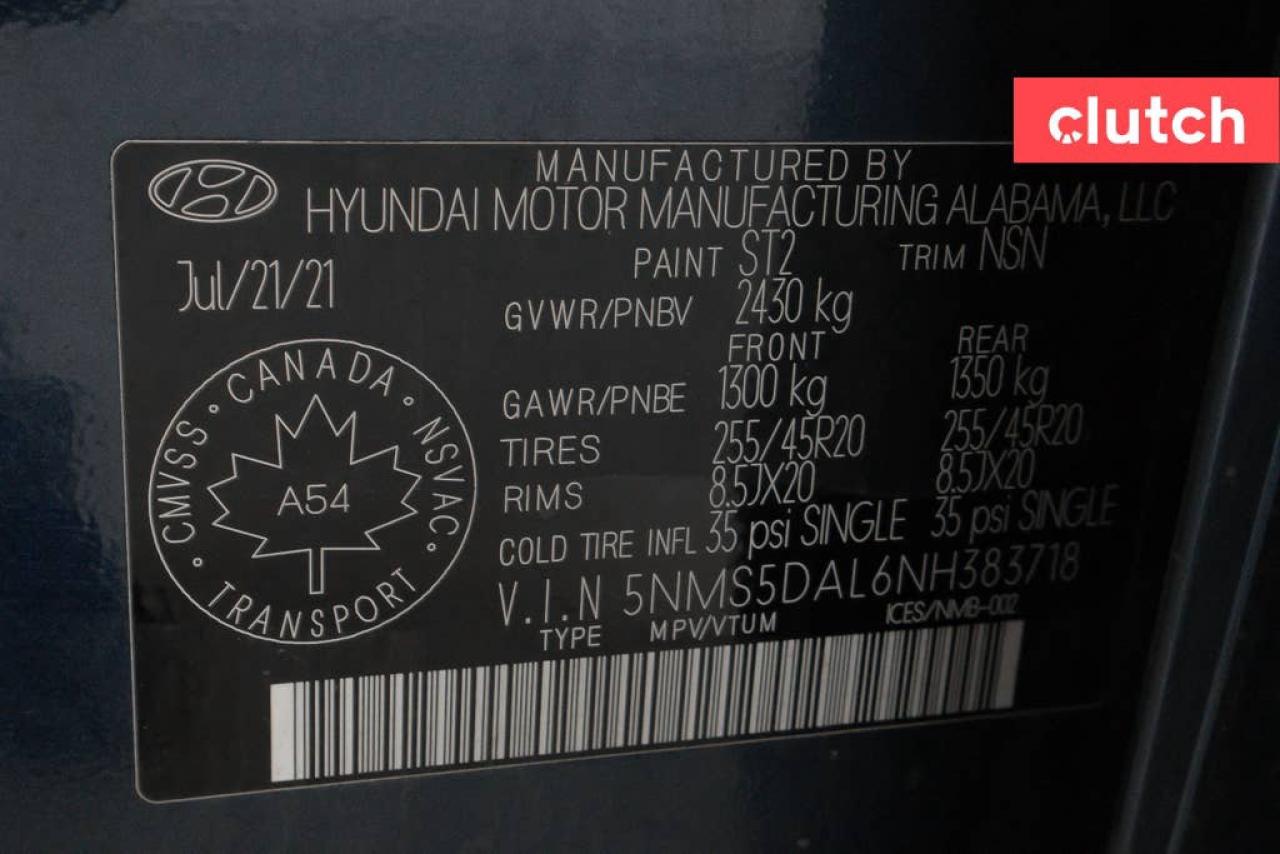 clutch
MANUFACTURED BY
HYUNDAI MOTOR MANUFACTURING ALABAMA, LLC
PAINT ST2 TRIM NSN
Jul/21/21
GVWR/PNBV 2430 kg
FRONT REAR
GAWR/PNBE 1300 kg 1350 kg
TIRES 255/45R20 255/45R20
RIMS 8.5JX20 8.5JX20
COLD TIRE INFL 35 psi SINGLE 35 psi SINGLE
V.I.N 5NMS5DAL6NH383718
TYPE MPV/VTUM ICES/NMB-002
CMVSS · CANADA · NSVAC ·
A54
TRANSPORT